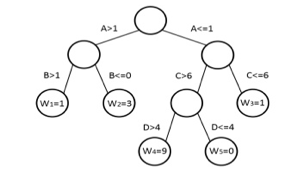 A>1 A<=1
B>1 B<=0 C>6 C<=6
W₁=1 W₂=3 W₃=1
D>4 D<=4
W₄=9 W₅=0